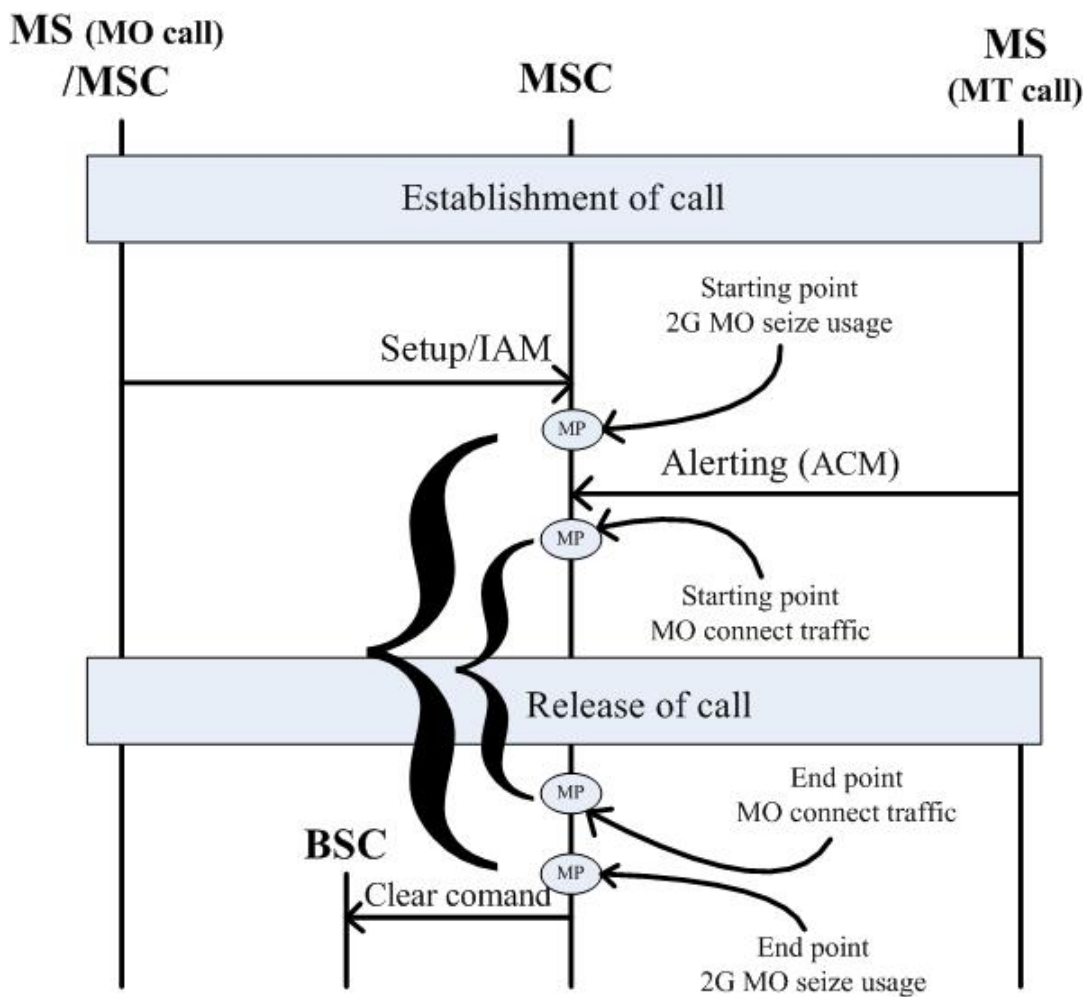 MS (MO call)
/MSC
MSC
MS
(MT call)
Establishment of call
Starting point
2G MO seize usage
Setup/IAM
MP
Alerting (ACM)
MP
Starting point
MO connect traffic
Release of call
MP
End point
MO connect traffic
BSC
MP
Clear comand
End point
2G MO seize usage